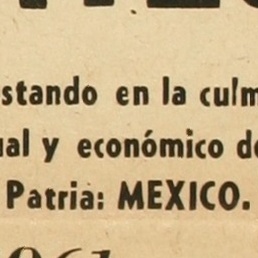 stando en la culm
ual y económico d
Patria: MEXICO.